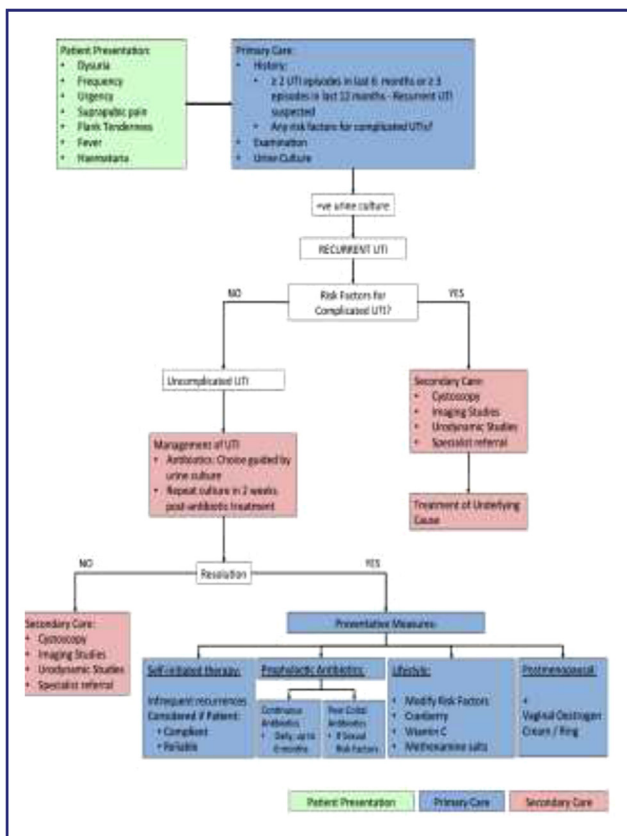 Patient Presentation:
• Dysuria
• Frequency
• Urgency
• Suprapubic pain
• Flank Tenderness
• Fever
• Haematuria
Primary Care:
• History:
• ≥ 2 UTI episodes in last 6 months or ≥ 3
episodes in last 12 months - Recurrent UTI
suspected
• Any risk factors for complicated UTIs?
• Examination
• Urine Culture
+ve urine culture
RECURRENT UTI
NO
Risk Factors for
Complicated UTI?
YES
Uncomplicated UTI
Secondary Care:
• Cystoscopy
• Imaging Studies
• Urodynamic Studies
• Specialist referral
Management of UTI
• Antibiotics: Choice guided by
urine culture
• Repeat culture in 2 weeks
post-antibiotic treatment
Treatment of Underlying
Cause
NO
Resolution
YES
Secondary Care:
• Cystoscopy
• Imaging Studies
• Urodynamic Studies
• Specialist referral
Preventative Measures
Self-initiated therapy:
Infrequent recurrences
Considered if Patient:
• Compliant
• Reliable
Prophylactic Antibiotics:
Continuous
Antibiotics
• Daily, up to
6 months
Post-Coital
Antibiotics
• If Sexual
Risk Factors
Lifestyle:
• Modify Risk Factors
• Cranberry
• Vitamin C
• Methenamine salts
Postmenopausal:
•
Vaginal Oestrogen
Cream / Ring
Patient Presentation
Primary Care
Secondary Care